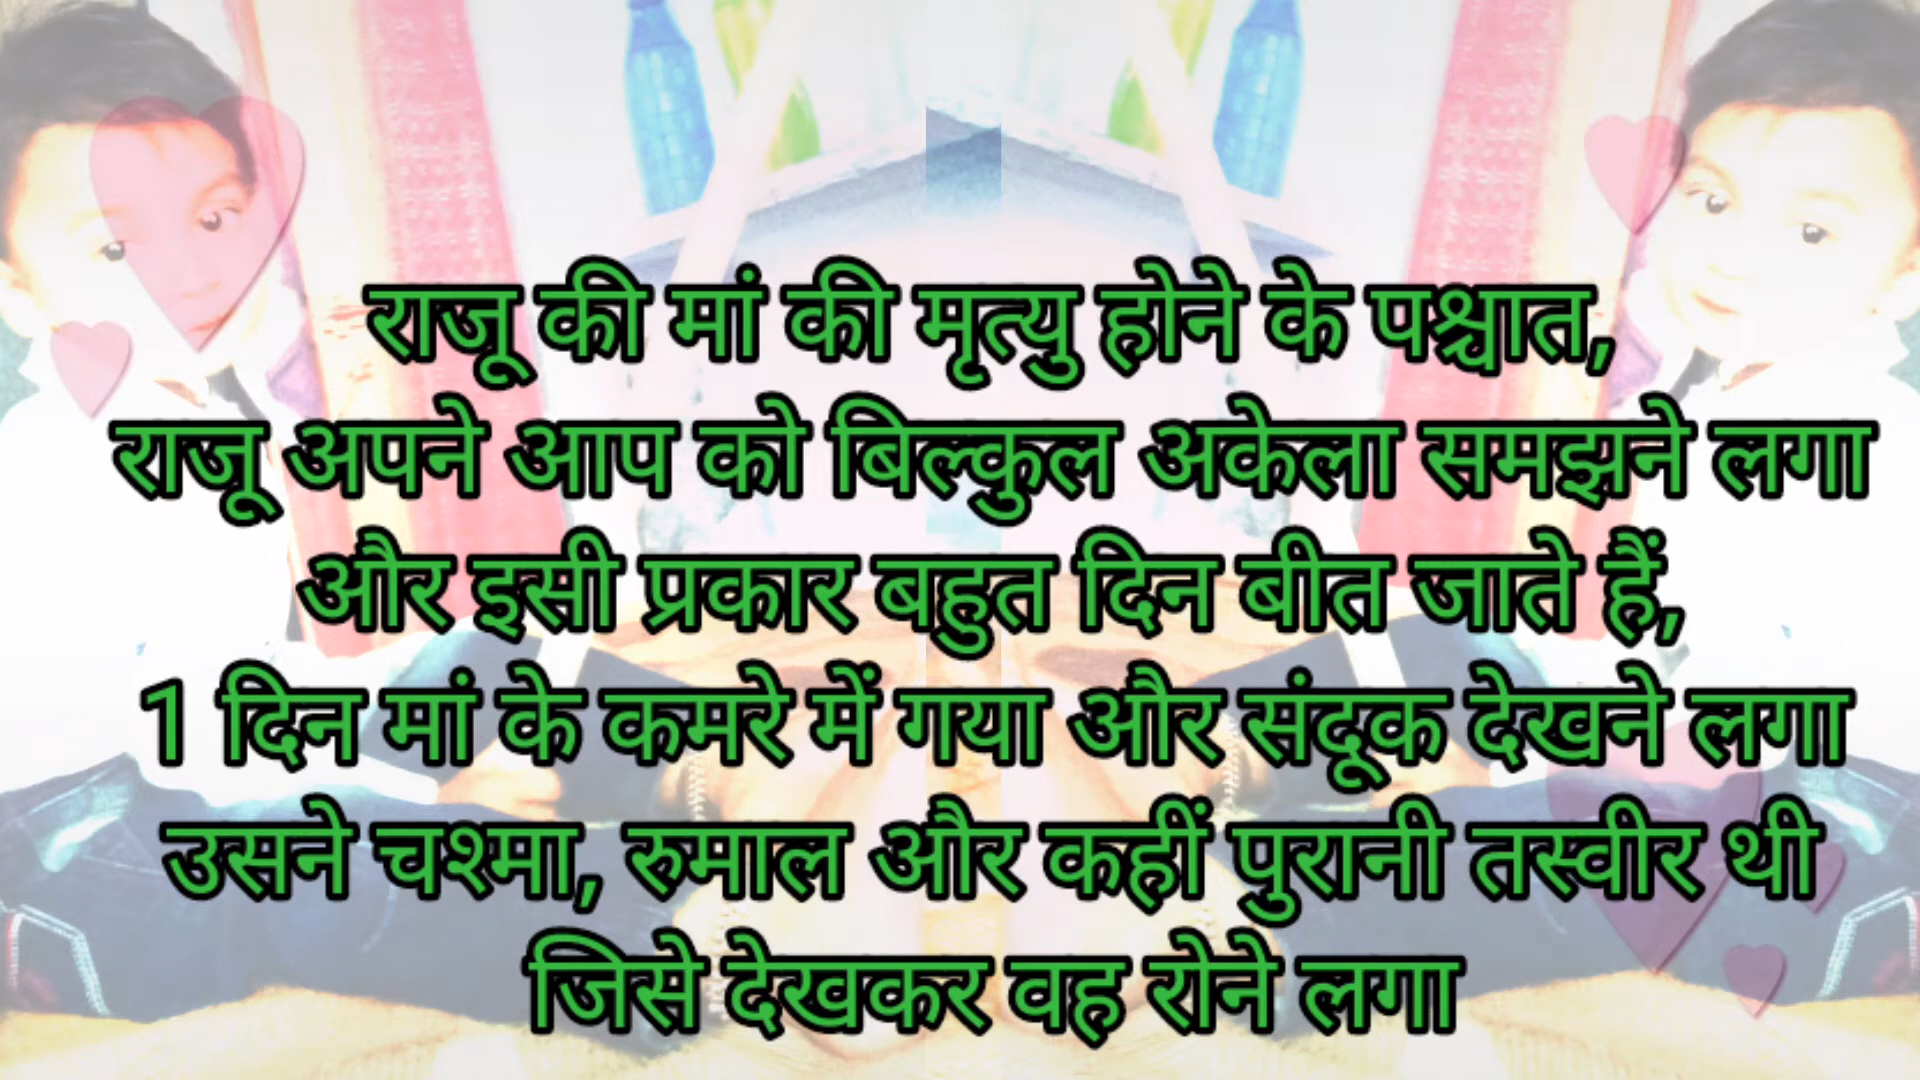 राजू की मां की मृत्यु होने के पश्चात,
राजू अपने आप को बिल्कुल अकेला समझने लगा
और इसी प्रकार बहुत दिन बीत जाते हैं,
1 दिन मां के कमरे में गया और संदूक देखने लगा
उसने चश्मा, रुमाल और कहीं पुरानी तस्वीर थी
जिसे देखकर वह रोने लगा